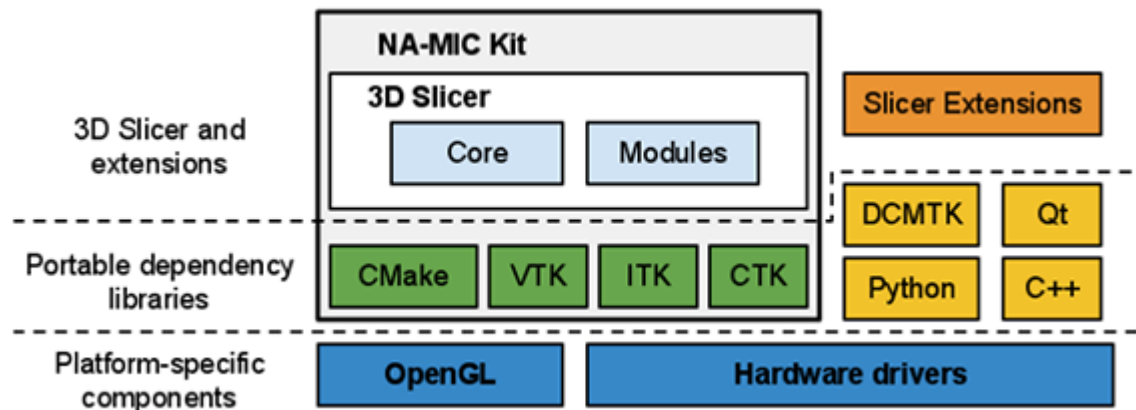 NA-MIC Kit
3D Slicer
Core
Modules
Slicer Extensions
3D Slicer and
extensions
DCMTK
Qt
Portable dependency
libraries
CMake
VTK
ITK
CTK
Python
C++
Platform-specific
components
OpenGL
Hardware drivers